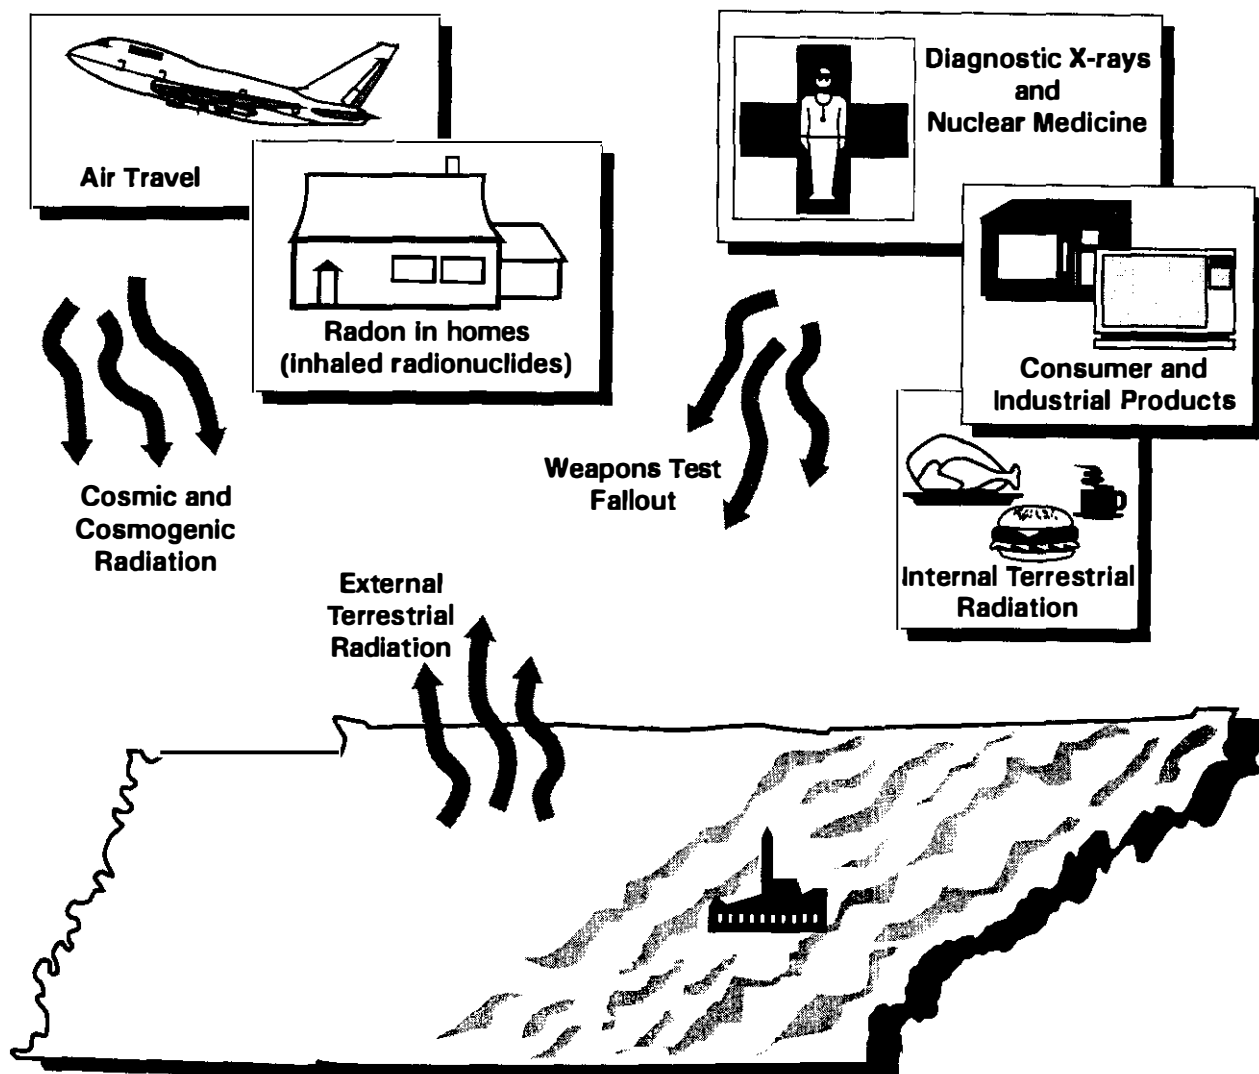 Air Travel
Radon in homes
(inhaled radionuclides)
Diagnostic X-rays
and
Nuclear Medicine
Consumer and
Industrial Products
Cosmic and
Cosmogenic
Radiation
Weapons Test
Fallout
Internal Terrestrial
Radiation
External
Terrestrial
Radiation